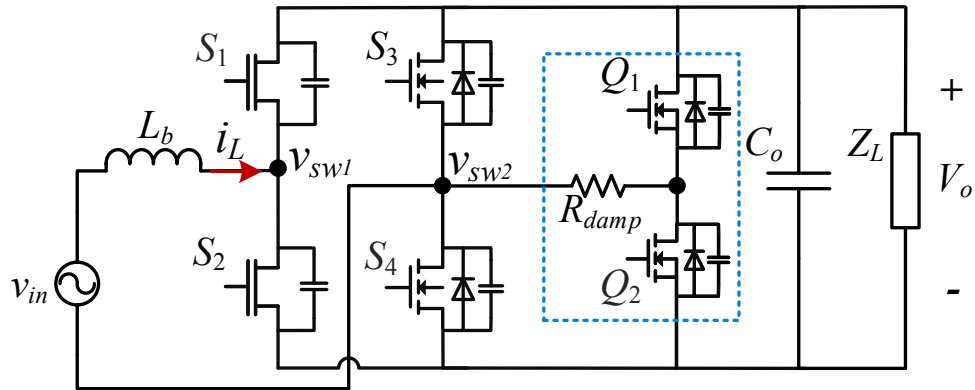 S1
S3
Q1
+
Lb
iL
vsw1
vsw2
Co
ZL
Vo
Rdamp
S2
S4
Q2
vin
-